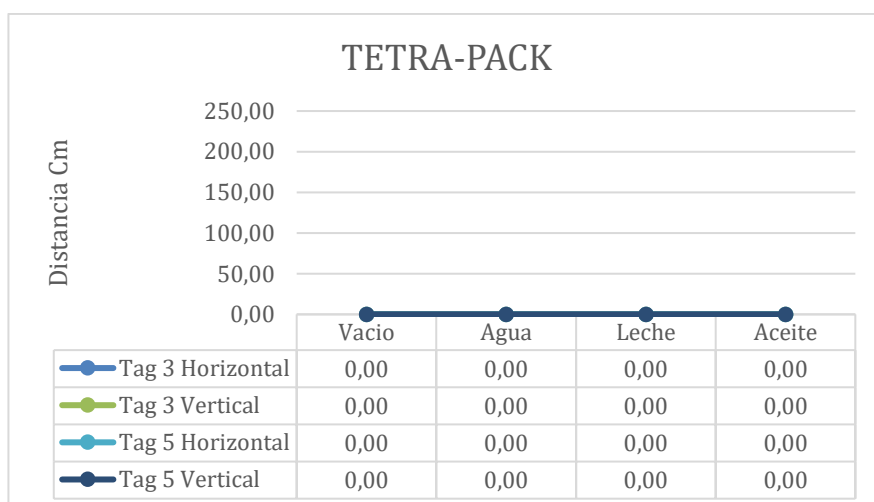 TETRA-PACK
Distancia Cm
250,00
200,00
150,00
100,00
50,00
0,00
Vacio Agua Leche Aceite
Tag 3 Horizontal 0,00 0,00 0,00 0,00
Tag 3 Vertical 0,00 0,00 0,00 0,00
Tag 5 Horizontal 0,00 0,00 0,00 0,00
Tag 5 Vertical 0,00 0,00 0,00 0,00